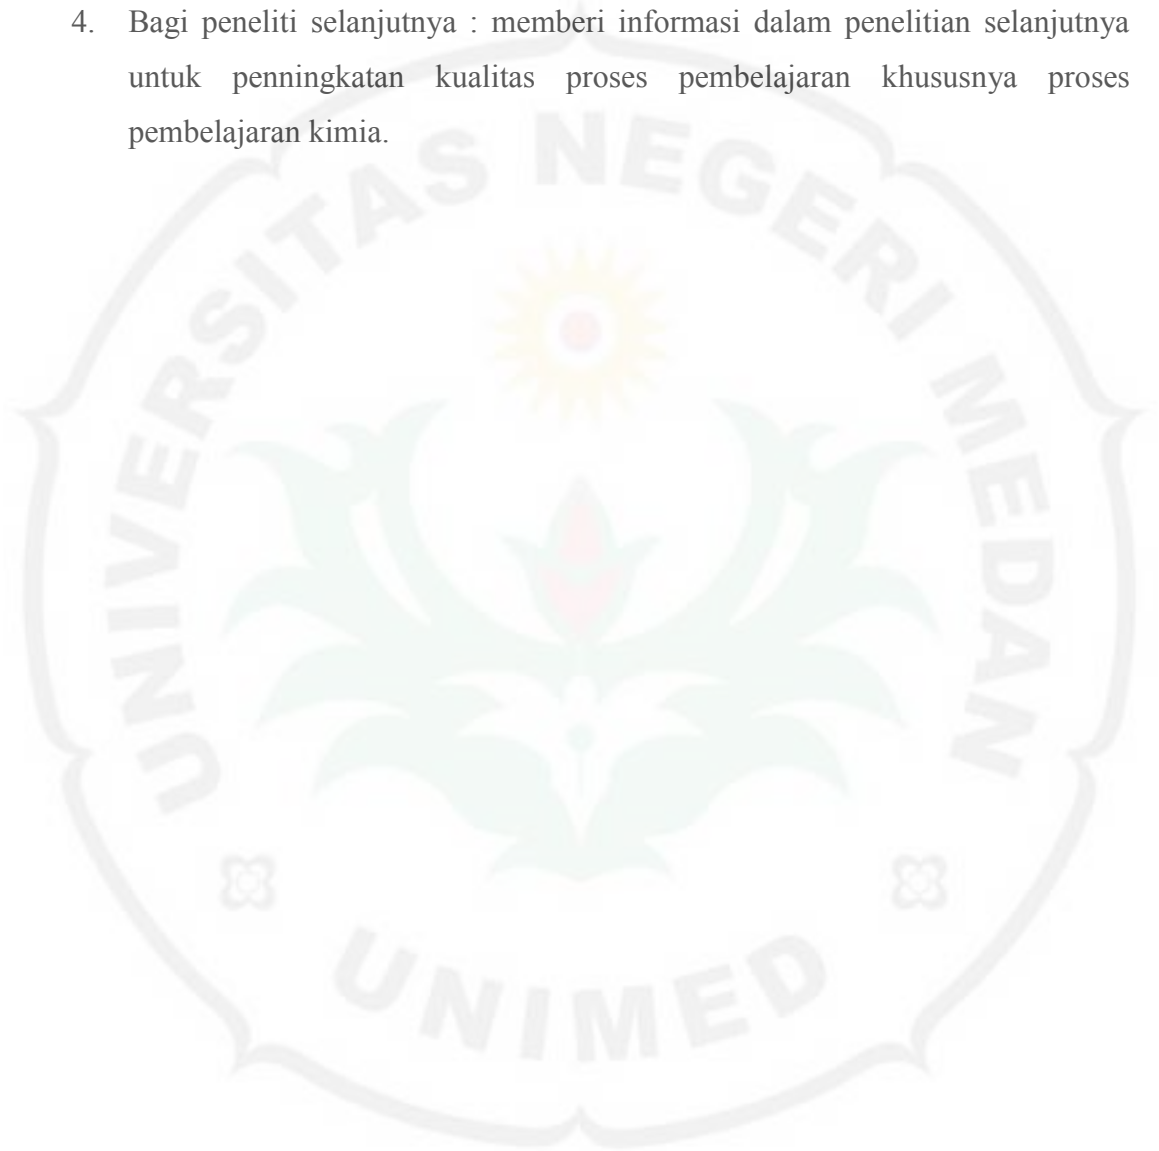 4. Bagi peneliti selanjutnya : memberi informasi dalam penelitian selanjutnya
untuk penningkatan kualitas proses pembelajaran khususnya proses
pembelajaran kimia.
UNIVERSITAS NEGERI MEDAN
UNIMED